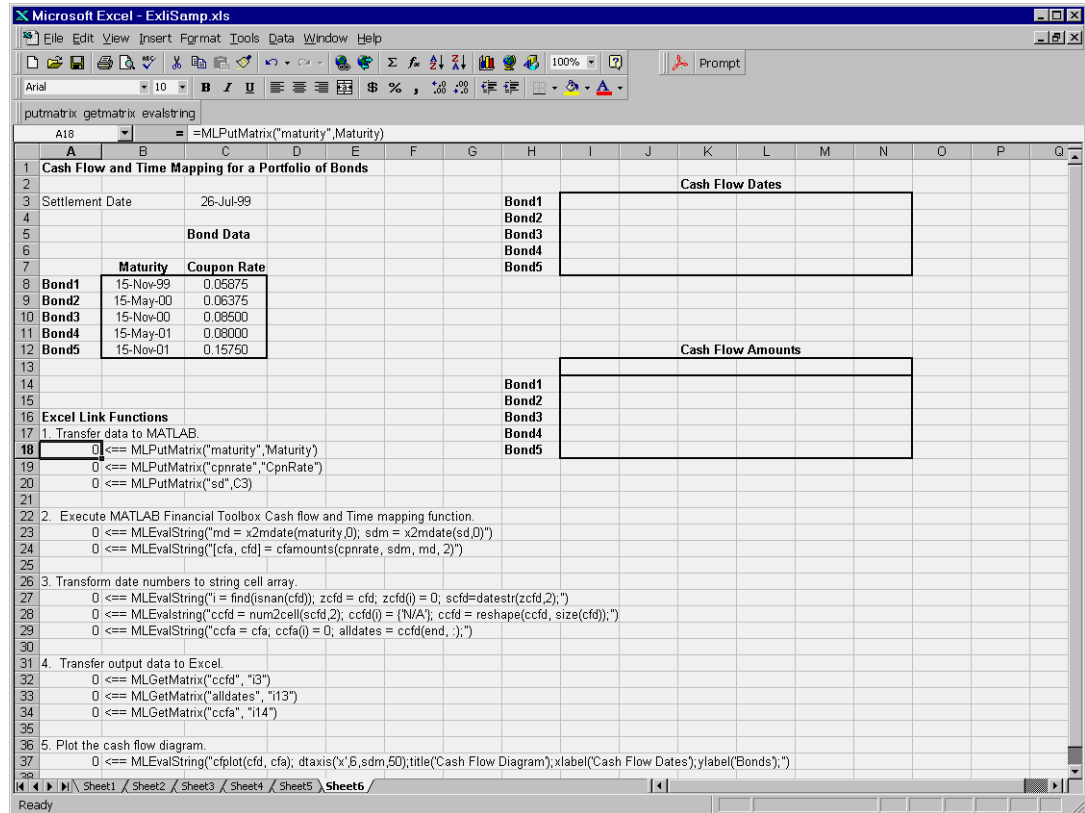 Microsoft Excel - ExliSamp.xls
File Edit View Insert Format Tools Data Window Help
100% Prompt
Arial 10 B I U $ % ,
putmatrix getmatrix evalstring
A18 = =MLPutMatrix("maturity",Maturity)
A B C D E F G H I J K L M N O P Q
1 Cash Flow and Time Mapping for a Portfolio of Bonds
2 Cash Flow Dates
3 Settlement Date 26-Jul-99 Bond1
4 Bond2
5 Bond Data Bond3
6 Bond4
7 Maturity Coupon Rate Bond5
8 Bond1 15-Nov-99 0.05875
9 Bond2 15-May-00 0.06375
10 Bond3 15-Nov-00 0.08500
11 Bond4 15-May-01 0.08000
12 Bond5 15-Nov-01 0.15750 Cash Flow Amounts
13
14 Bond1
15 Bond2
16 Excel Link Functions Bond3
17 1. Transfer data to MATLAB. Bond4
18 0 <== MLPutMatrix("maturity",'Maturity') Bond5
19 0 <== MLPutMatrix("cpnrate","CpnRate")
20 0 <== MLPutMatrix("sd",C3)
21
22 2. Execute MATLAB Financial Toolbox Cash flow and Time mapping function.
23 0 <== MLEvalString("md = x2mdate(maturity,0); sdm = x2mdate(sd,0)")
24 0 <== MLEvalString("[cfa, cfd] = cfamounts(cpnrate, sdm, md, 2)")
25
26 3. Transform date numbers to string cell array.
27 0 <== MLEvalString("i = find(isnan(cfd)); zcfd = cfd; zcfd(i) = 0; scfd=datestr(zcfd,2);")
28 0 <== MLEvalstring("ccfd = num2cell(scfd,2); ccfd(i) = {'N/A'}; ccfd = reshape(ccfd, size(cfd));")
29 0 <== MLEvalString("ccfa = cfa; ccfa(i) = 0; alldates = ccfd(end, :);")
30
31 4. Transfer output data to Excel.
32 0 <== MLGetMatrix("ccfd", "i3")
33 0 <== MLGetMatrix("alldates", "i13")
34 0 <== MLGetMatrix("ccfa", "i14")
35
36 5. Plot the cash flow diagram.
37 0 <== MLEvalString("cfplot(cfd, cfa); dtaxis('x',6,sdm,50);title('Cash Flow Diagram');xlabel('Cash Flow Dates');ylabel('Bonds');")
38
Sheet1 Sheet2 Sheet3 Sheet4 Sheet5 Sheet6
Ready